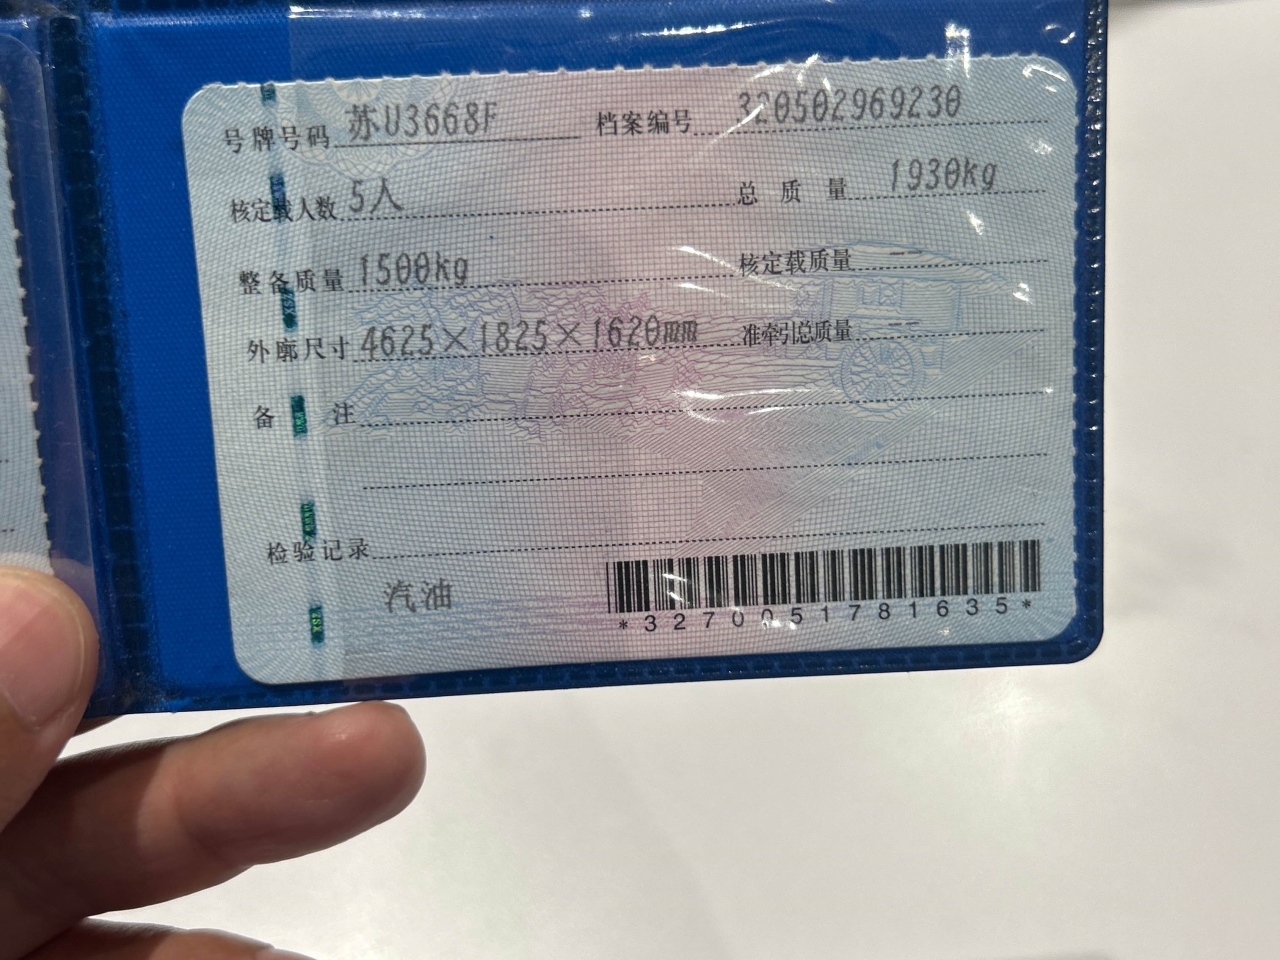 号牌号码 苏U3668F 档案编号 320502969230
核定载人数 5人 总质量 1930kg
整备质量 1500kg 核定载质量 --
外廓尺寸 4625×1825×1620mm 准牵引总质量 --
备注
检验记录
汽油
*3270051781635*